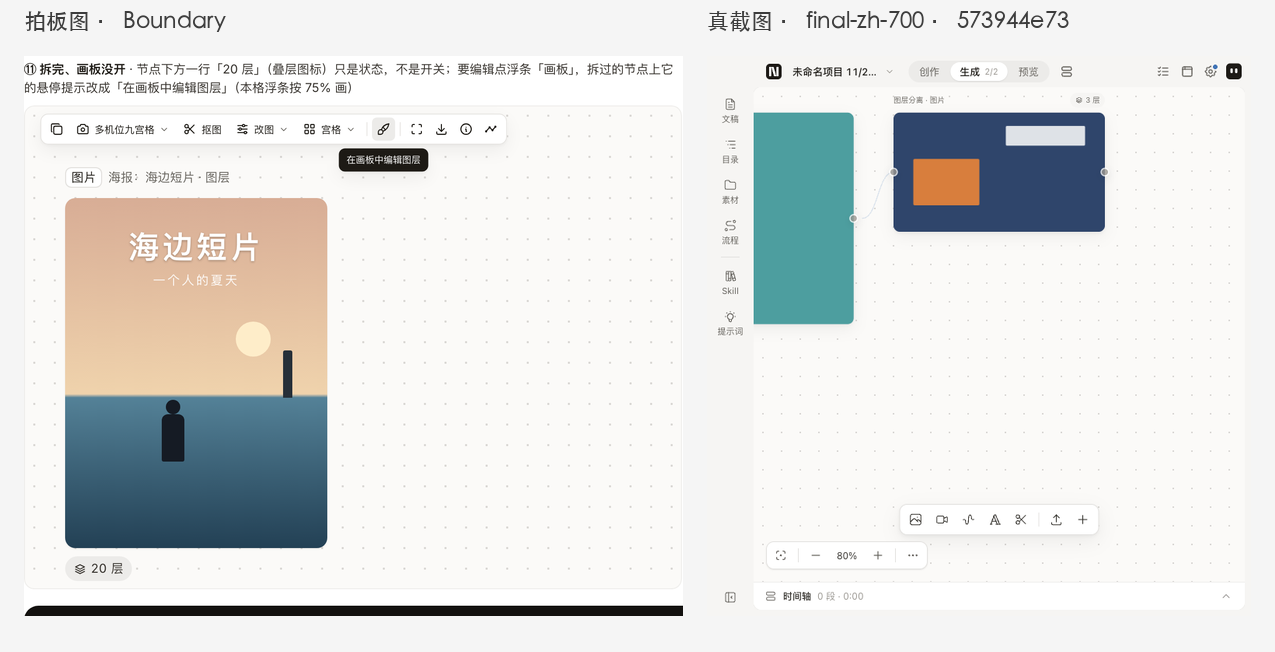 拍板图 · Boundary
⑪ 拆完、画板没开 · 节点下方一行「20 层」（叠层图标）只是状态，不是开关；要编辑点浮条「画板」，拆过的节点上它
的悬停提示改成「在画板中编辑图层」（本格浮条按 75% 画）
多机位九宫格
抠图
改图
宫格
在画板中编辑图层
图片
海报：海边短片 · 图层
海边短片
一个人的夏天
20 层
真截图 · final-zh-700 · 573944e73
未命名项目 11/2...
创作
生成 2/2
预览
文稿
目录
素材
流程
Skill
提示词
图层分离 · 图片
3 层
80%
时间轴 0 段 · 0:00